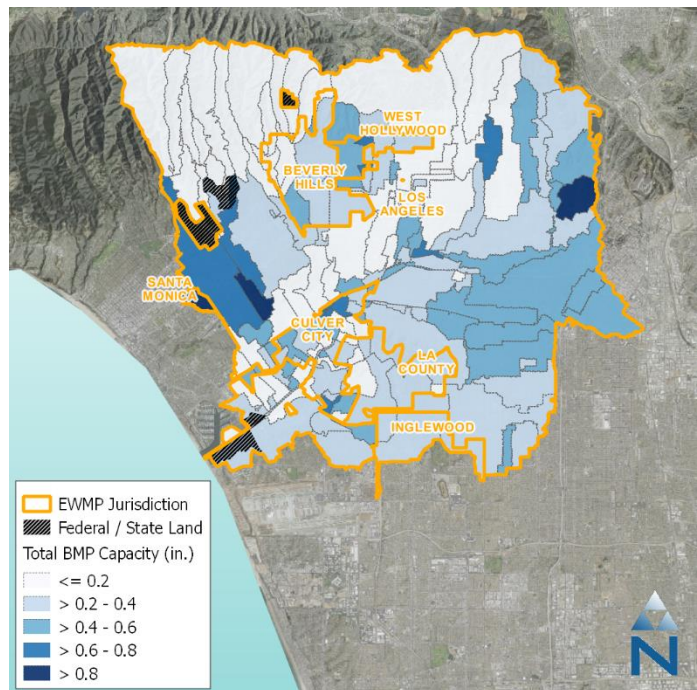 WEST
HOLLYWOOD
BEVERLY
HILLS
LOS
ANGELES
SANTA
MONICA
CULVER
CITY
LA
COUNTY
INGLEWOOD
EWMP Jurisdiction
Federal / State Land
Total BMP Capacity (in.)
<= 0.2
> 0.2 - 0.4
> 0.4 - 0.6
> 0.6 - 0.8
> 0.8
N